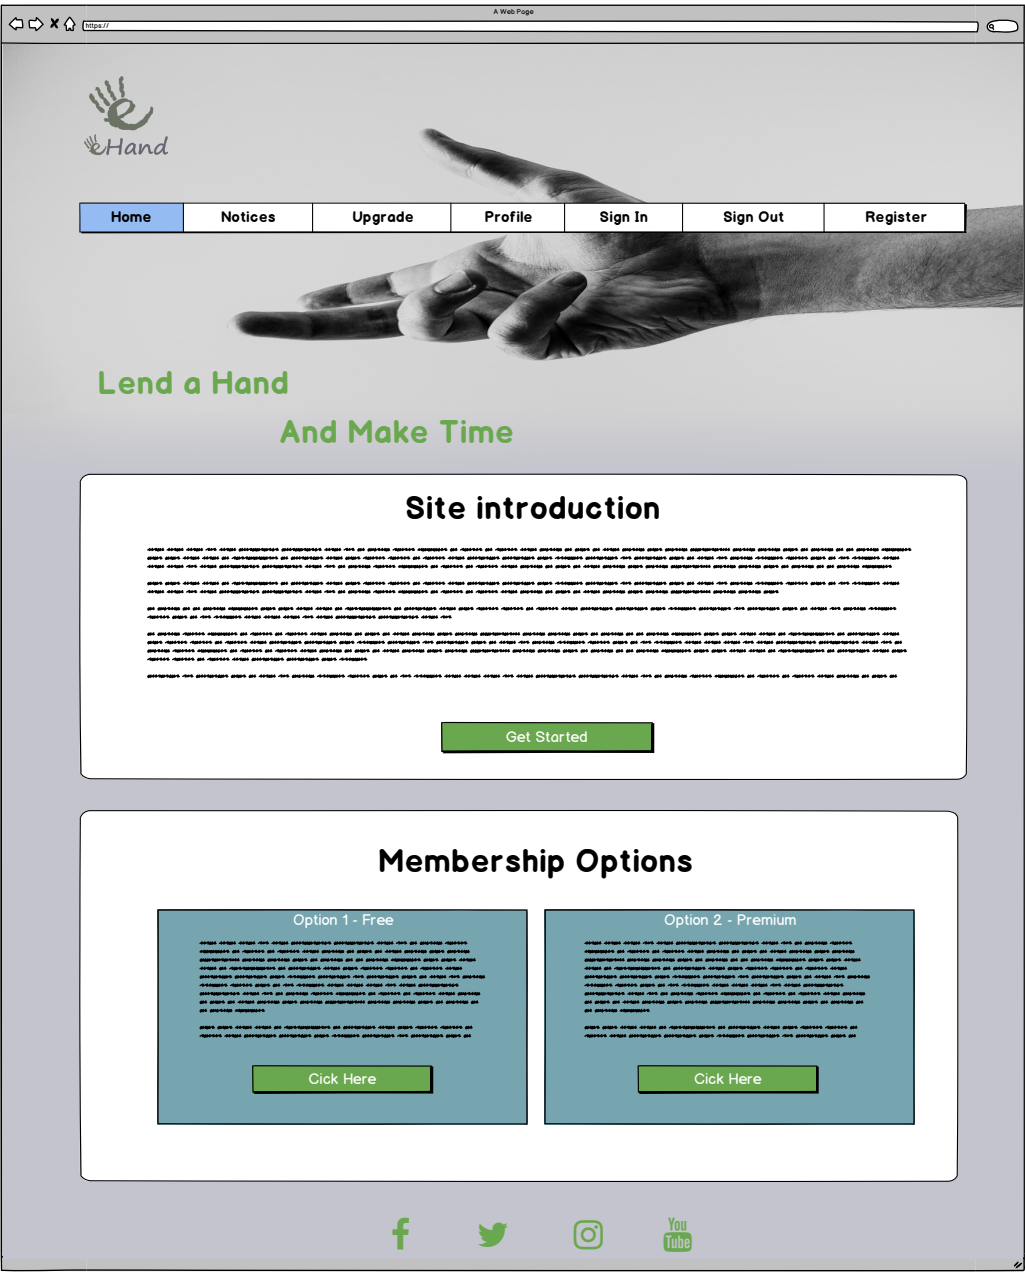 A Web Page
https://
eHand
Home Notices Upgrade Profile Sign In Sign Out Register
Lend a Hand
And Make Time
Site introduction
Get Started
Membership Options
Option 1 - Free
Cick Here
Option 2 - Premium
Cick Here
You
Tube